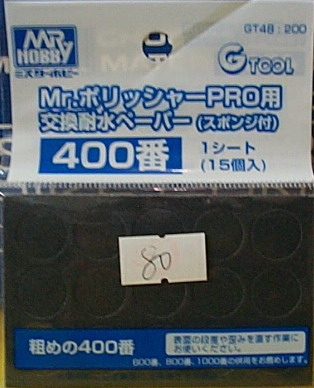 GT48:200
MR.
HOBBY
ミスターホビー
G TOOL
Mr.ポリッシャーPRO用
交換耐水ペーパー(スポンジ付)
400番
1シート
(15個入)
80
粗めの400番
表面の段差や歪みを直す作業に
お使いください。
600番、800番、1000番の併用をお薦めします。